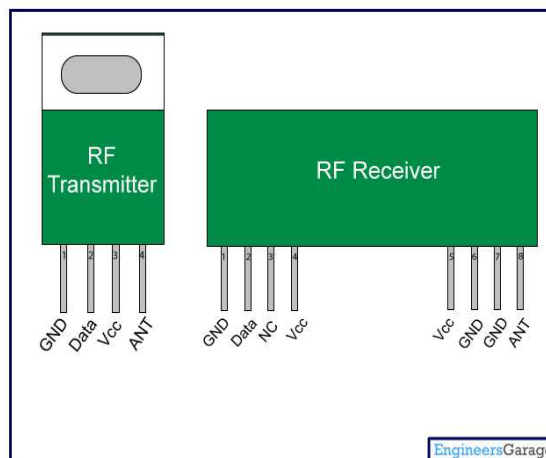 RF
Transmitter
RF Receiver
1 2 3 4
1 2 3 4 5 6 7 8
GND Data Vcc ANT
GND Data NC Vcc Vcc GND GND ANT
EngineersGarage